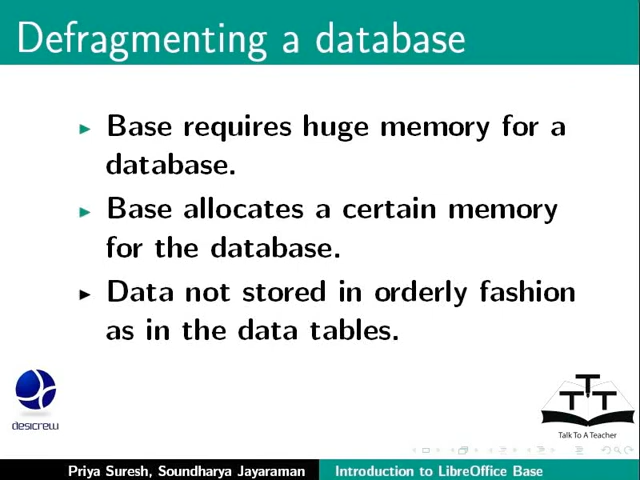 Defragmenting a database
Base requires huge memory for a
database.
Base allocates a certain memory
for the database.
Data not stored in orderly fashion
as in the data tables.
desicrew
TTT
Talk To A Teacher
Priya Suresh, Soundharya Jayaraman
Introduction to LibreOffice Base